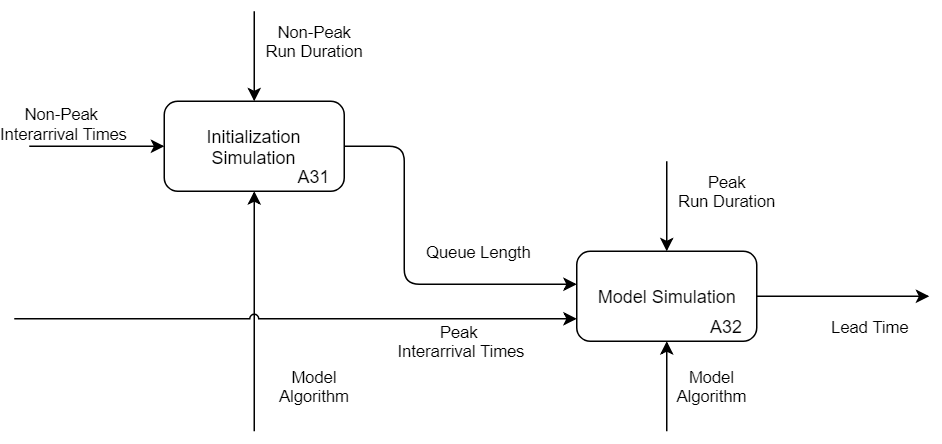 Non-Peak
Run Duration
Non-Peak
Interarrival Times
Initialization
Simulation
A31
Peak
Run Duration
Queue Length
Model Simulation
A32
Lead Time
Peak
Interarrival Times
Model
Algorithm
Model
Algorithm